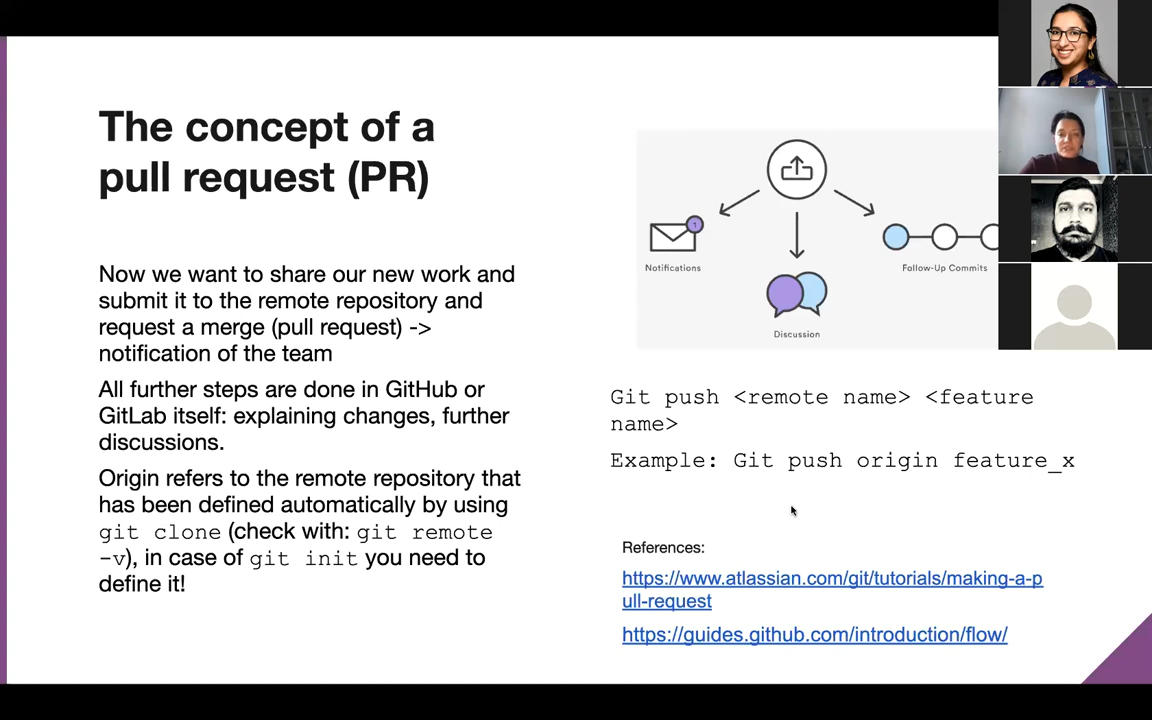 The concept of a
pull request (PR)
Now we want to share our new work and
submit it to the remote repository and
request a merge (pull request) ->
notification of the team
All further steps are done in GitHub or
GitLab itself: explaining changes, further
discussions.
Origin refers to the remote repository that
has been defined automatically by using
git clone (check with: git remote
-v), in case of git init you need to
define it!
1
Notifications
Follow-Up Commits
Discussion
Git push <remote name> <feature
name>
Example: Git push origin feature_x
References:
https://www.atlassian.com/git/tutorials/making-a-p
ull-request
https://guides.github.com/introduction/flow/